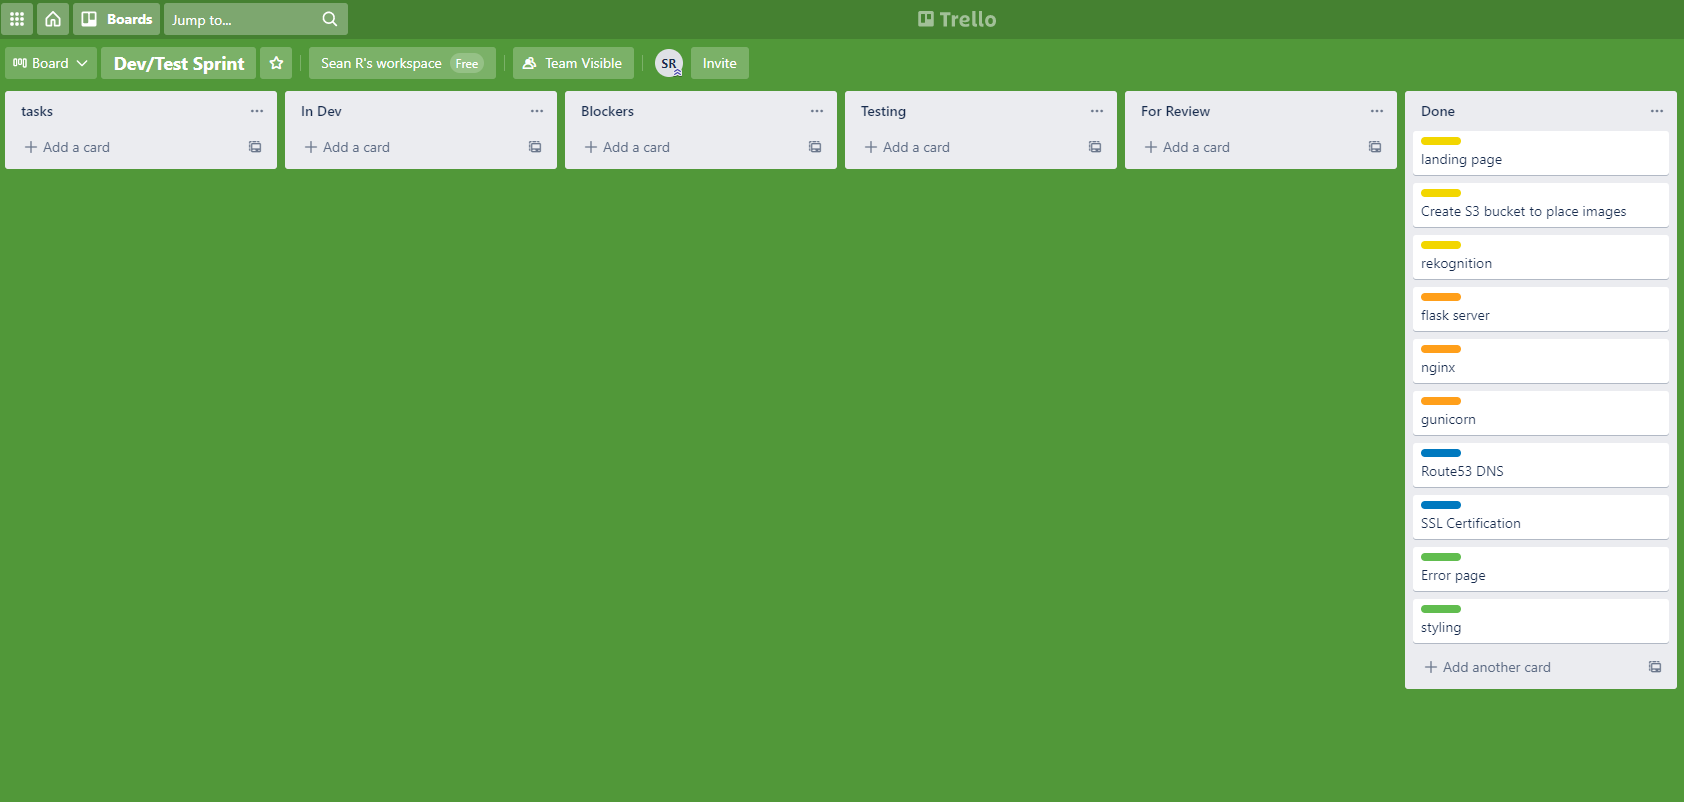 Boards
Jump to...
Trello
Board
Dev/Test Sprint
Sean R's workspace Free
Team Visible
SR
Invite
tasks
Add a card
In Dev
Add a card
Blockers
Add a card
Testing
Add a card
For Review
Add a card
Done
landing page
Create S3 bucket to place images
rekognition
flask server
nginx
gunicorn
Route53 DNS
SSL Certification
Error page
styling
Add another card